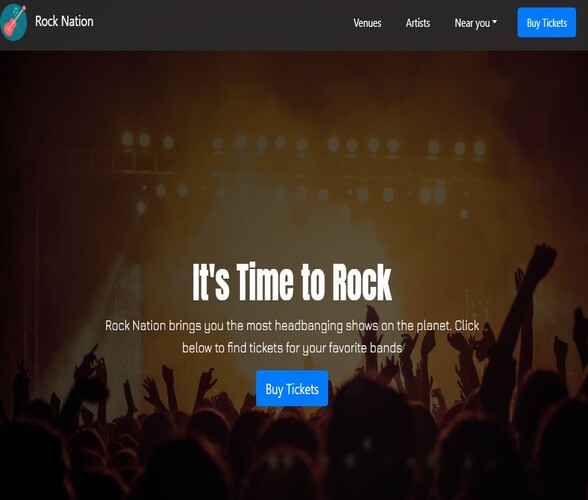 Rock Nation
Venues
Artists
Near you
Buy Tickets
It's Time to Rock
Rock Nation brings you the most headbanging shows on the planet. Click
below to find tickets for your favorite bands
Buy Tickets